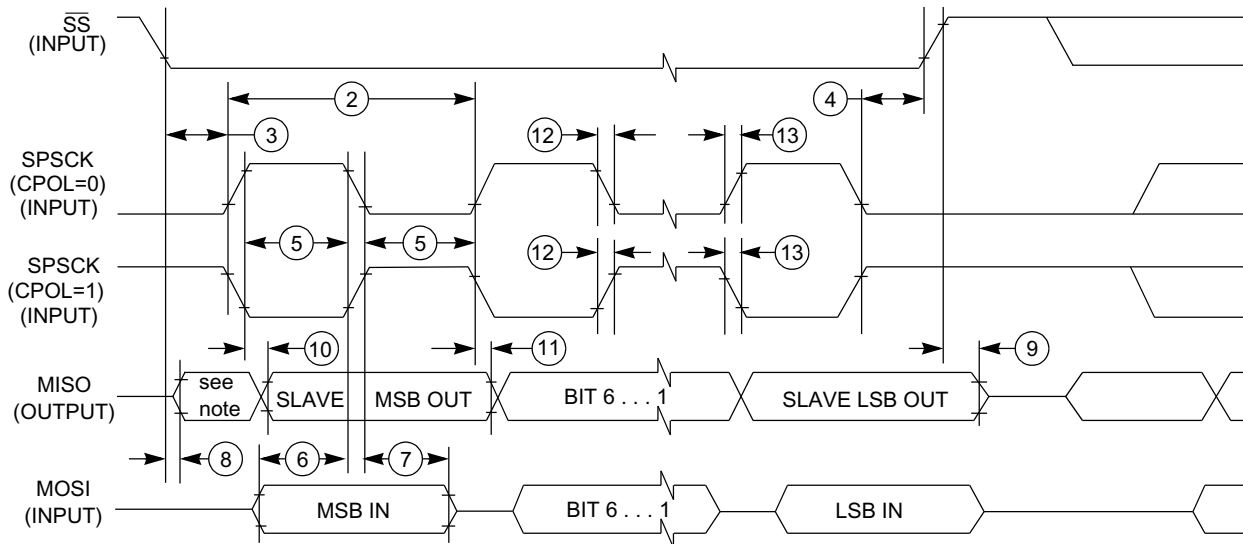 SS
(INPUT)
2
4
3
12
13
SPSCK
(CPOL=0)
(INPUT)
5
5
12
13
SPSCK
(CPOL=1)
(INPUT)
10
11
9
MISO
(OUTPUT)
see
note
SLAVE
MSB OUT
BIT 6 . . . 1
SLAVE LSB OUT
8
6
7
MOSI
(INPUT)
MSB IN
BIT 6 . . . 1
LSB IN